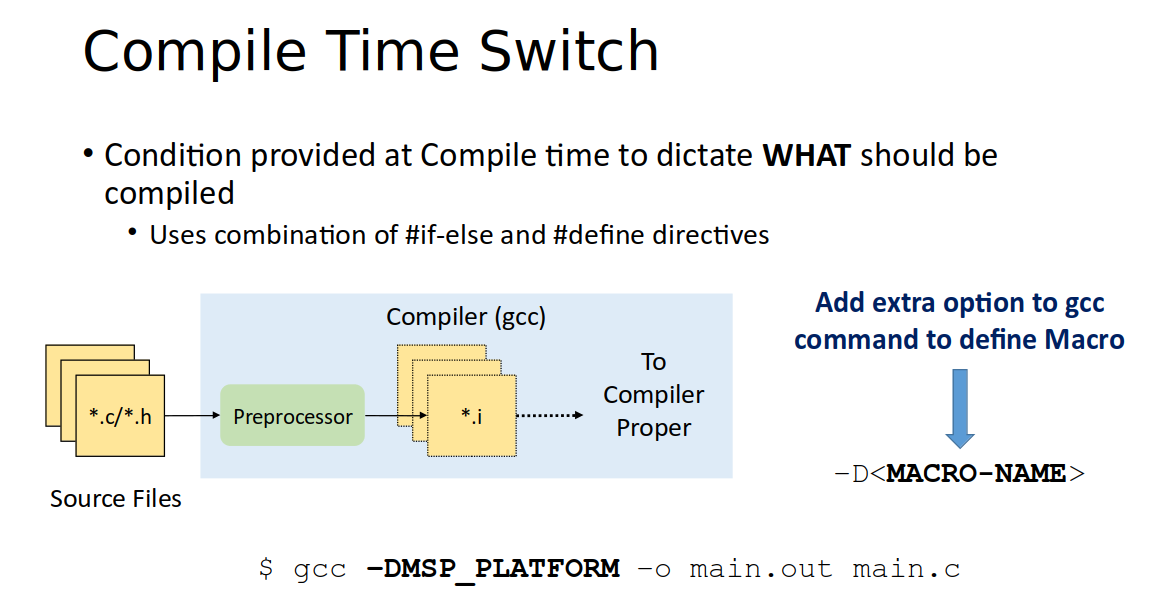 Compile Time Switch
• Condition provided at Compile time to dictate WHAT should be
compiled
• Uses combination of #if-else and #define directives
Compiler (gcc)
Add extra option to gcc
command to define Macro
*.c/*.h
Preprocessor
*.i
To
Compiler
Proper
–D<MACRO-NAME>
Source Files
$ gcc –DMSP_PLATFORM –o main.out main.c